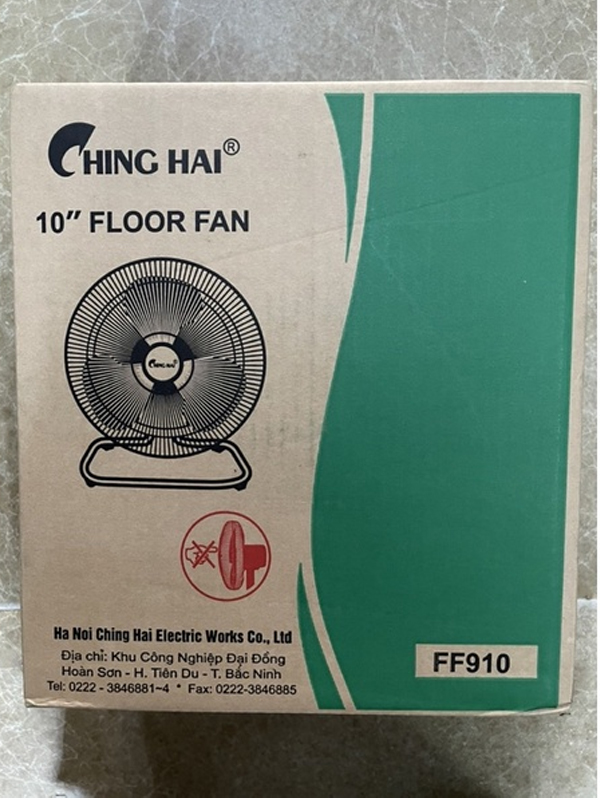 CHING HAI®
10" FLOOR FAN
CHING HAI
Ha Noi Ching Hai Electric Works Co., Ltd
Địa chỉ: Khu Công Nghiệp Đại Đồng
Hoàn Sơn - H. Tiên Du - T. Bắc Ninh
Tel: 0222 - 3846881~4 * Fax: 0222-3846885
FF910